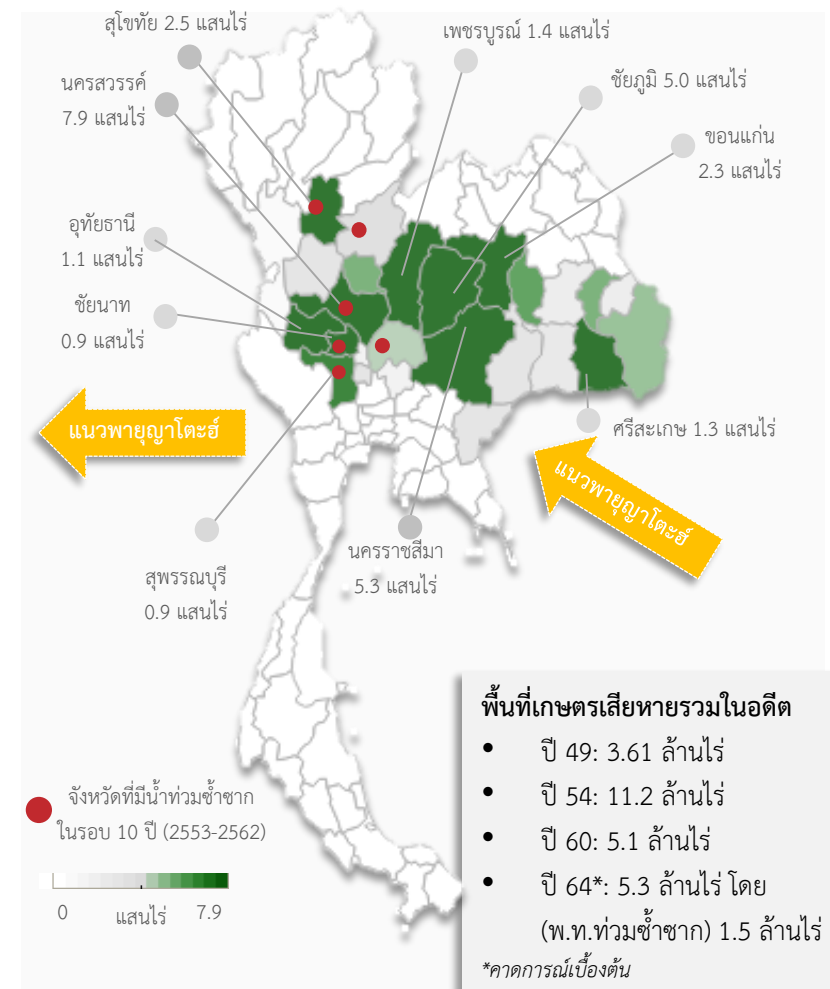 สุโขทัย 2.5 แสนไร่
เพชรบูรณ์ 1.4 แสนไร่
นครสวรรค์
7.9 แสนไร่
ชัยภูมิ 5.0 แสนไร่
ขอนแก่น
2.3 แสนไร่
อุทัยธานี
1.1 แสนไร่
ชัยนาท
0.9 แสนไร่
แนวพายุญาโตะฮ์
ศรีสะเกษ 1.3 แสนไร่
แนวพายุญาโตะฮ์
นครราชสีมา
5.3 แสนไร่
สุพรรณบุรี
0.9 แสนไร่
พื้นที่เกษตรเสียหายรวมในอดีต
• ปี 49: 3.61 ล้านไร่
• ปี 54: 11.2 ล้านไร่
• ปี 60: 5.1 ล้านไร่
• ปี 64*: 5.3 ล้านไร่ โดย
(พ.ท.ท่วมซ้ำซาก) 1.5 ล้านไร่
*คาดการณ์เบื้องต้น
จังหวัดที่มีน้ำท่วมซ้ำซาก
ในรอบ 10 ปี (2553-2562)
0 แสนไร่ 7.9